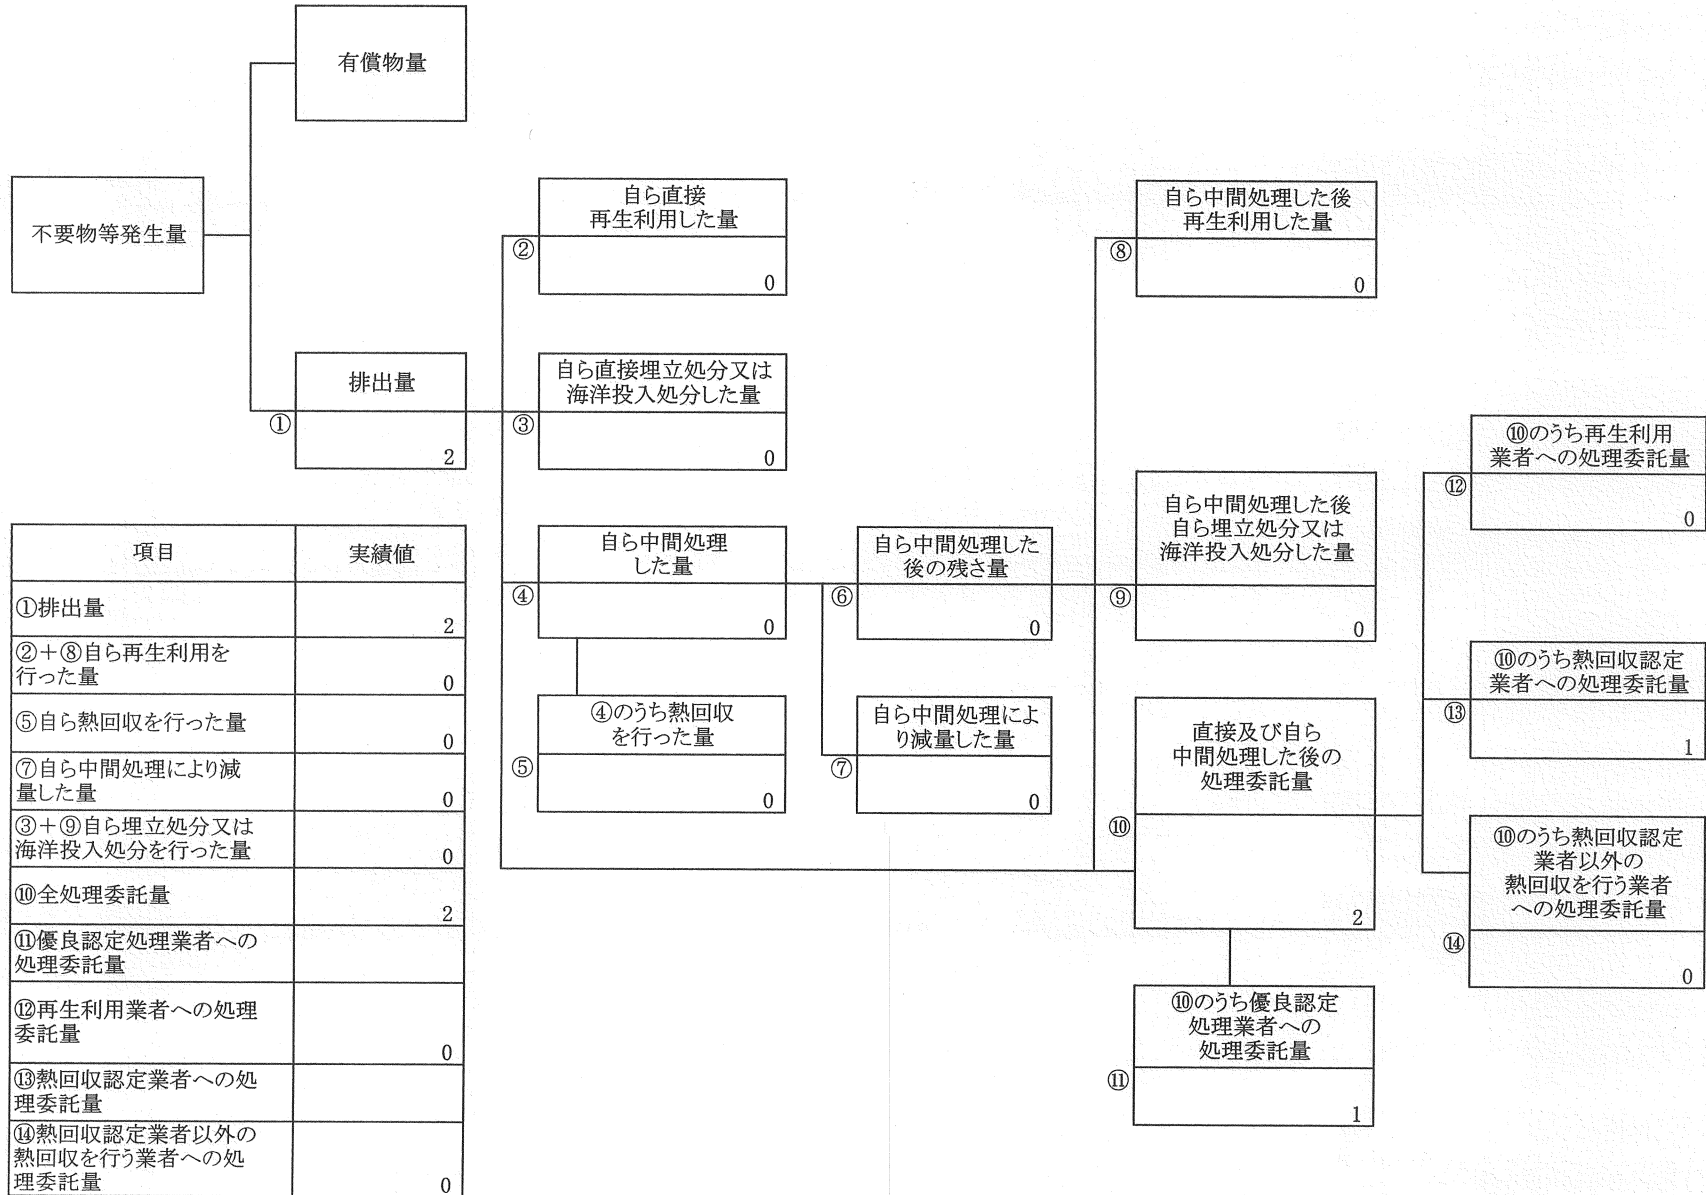 有償物量
不要物等発生量
自ら直接
再生利用した量
②
0
自ら中間処理した後
再生利用した量
⑧
0
排出量
①
2
自ら直接埋立処分又は
海洋投入処分した量
③
0
⑩のうち再生利用
業者への処理委託量
⑫
0
自ら中間処理
した量
④
0
自ら中間処理した
後の残さ量
⑥
0
自ら中間処理した後
自ら埋立処分又は
海洋投入処分した量
⑨
0
⑩のうち熱回収認定
業者への処理委託量
⑬
1
④のうち熱回収
を行った量
⑤
0
自ら中間処理によ
り減量した量
⑦
0
直接及び自ら
中間処理した後の
処理委託量
⑩
2
⑩のうち熱回収認定
業者以外の
熱回収を行う業者
への処理委託量
⑭
0
⑩のうち優良認定
処理業者への
処理委託量
⑪
1
項目 実績値
①排出量
2
②＋⑧自ら再生利用を
行った量
0
⑤自ら熱回収を行った量
0
⑦自ら中間処理により減
量した量
0
③＋⑨自ら埋立処分又は
海洋投入処分を行った量
0
⑩全処理委託量
2
⑪優良認定処理業者への
処理委託量
⑫再生利用業者への処理
委託量
0
⑬熱回収認定業者への処
理委託量
⑭熱回収認定業者以外の
熱回収を行う業者への処
理委託量
0